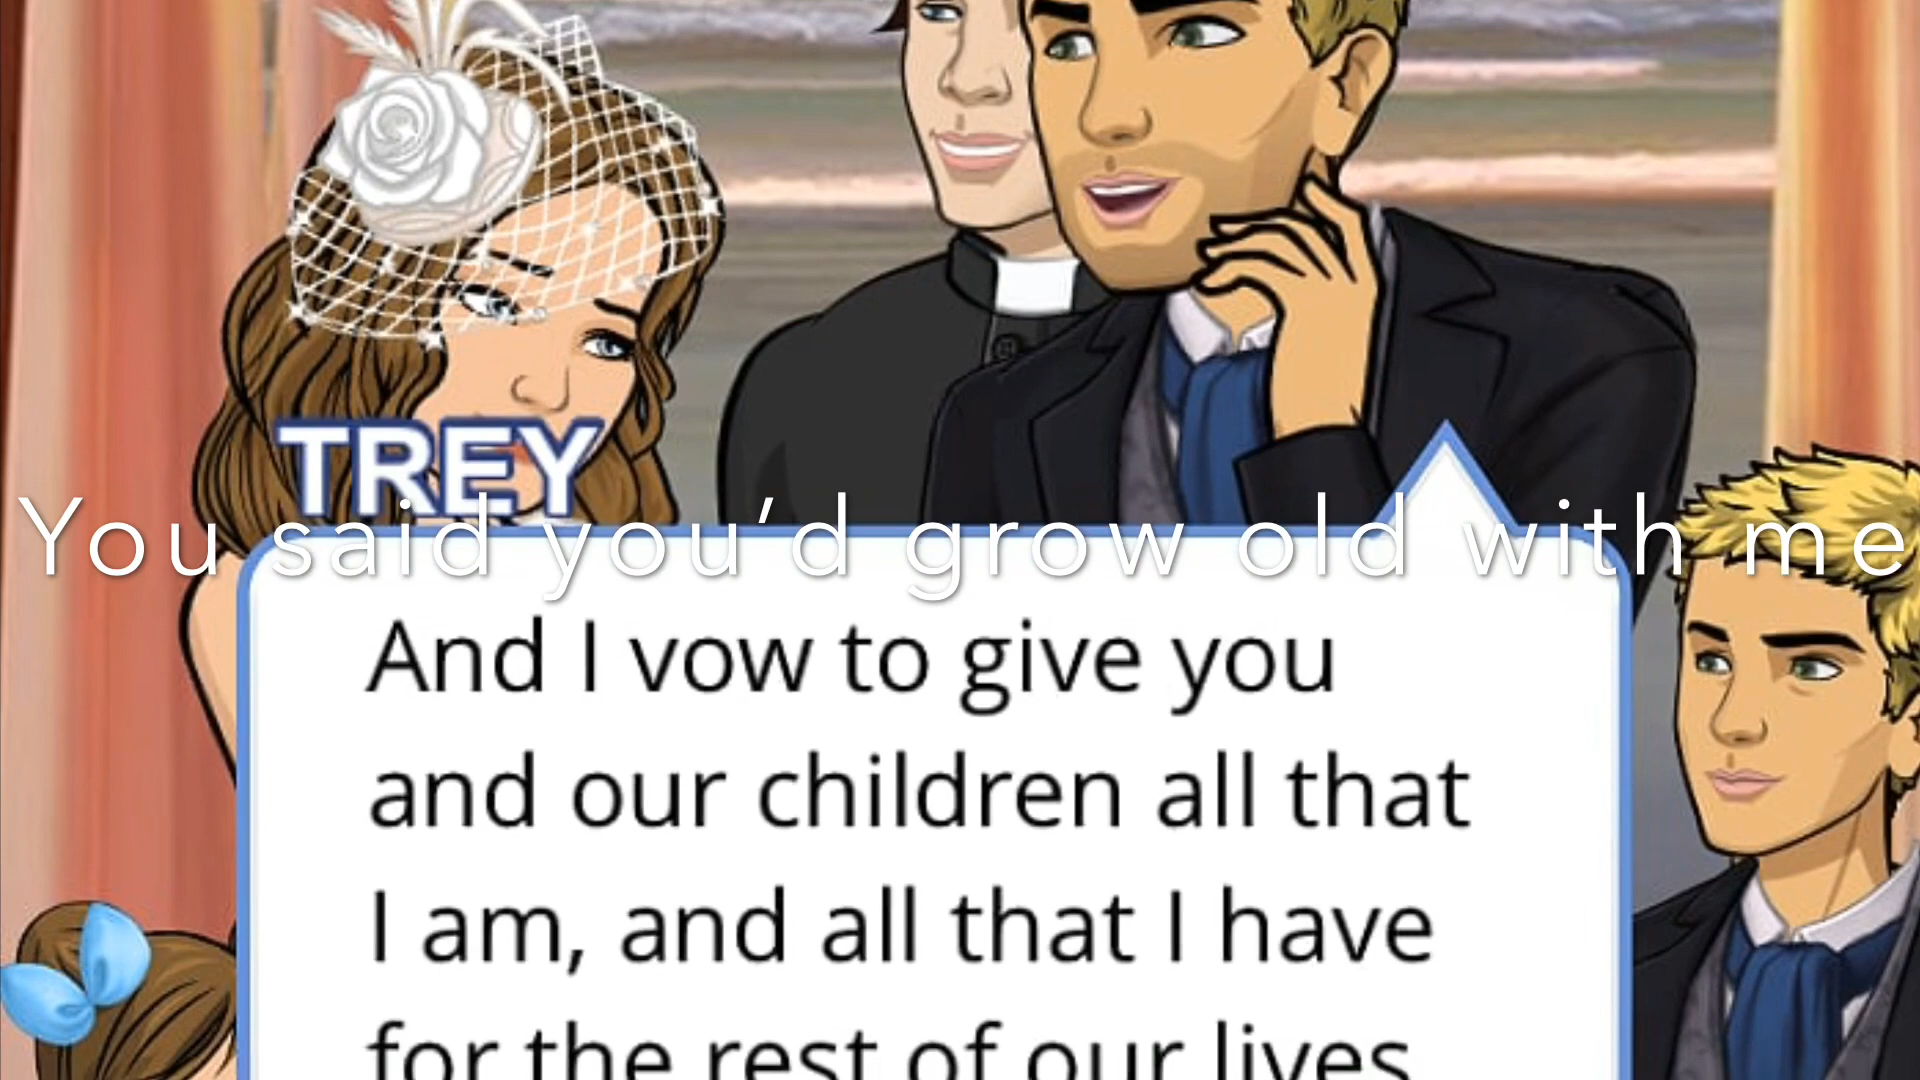 TREY
You said you’d grow old with me
And I vow to give you
and our children all that
I am, and all that I have
for the rest of our lives